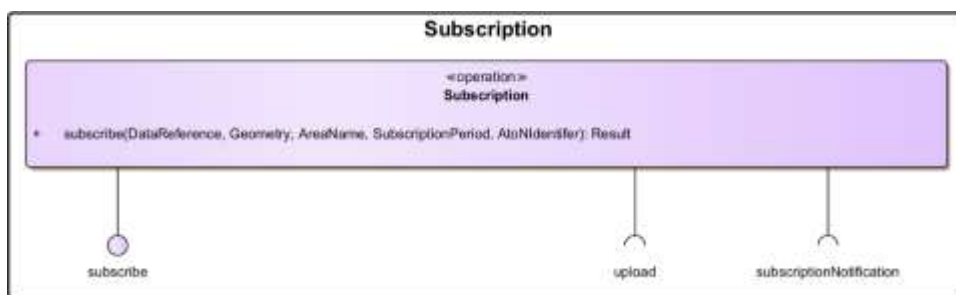 Subscription
«operation»
Subscription
+ subscribe(DataReference, Geometry, AreaName, SubscriptionPeriod, AtoNIdentifer): Result
subscribe
upload
subscriptionNotification